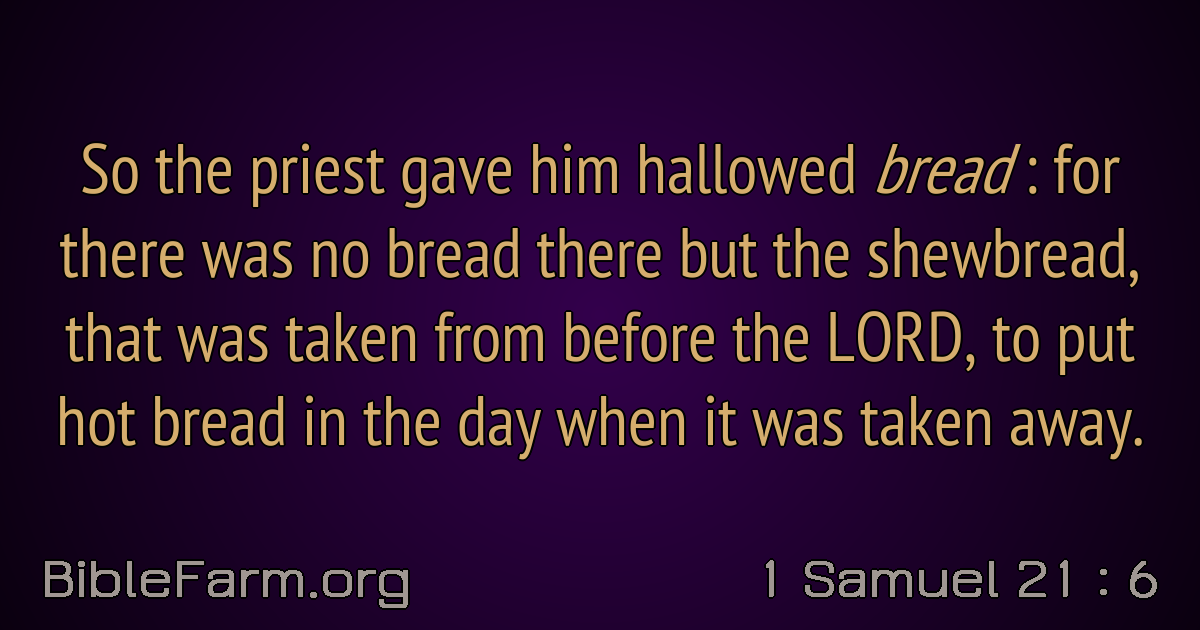 So the priest gave him hallowed bread : for
there was no bread there but the shewbread,
that was taken from before the LORD, to put
hot bread in the day when it was taken away.
BibleFarm.org
1 Samuel 21 : 6